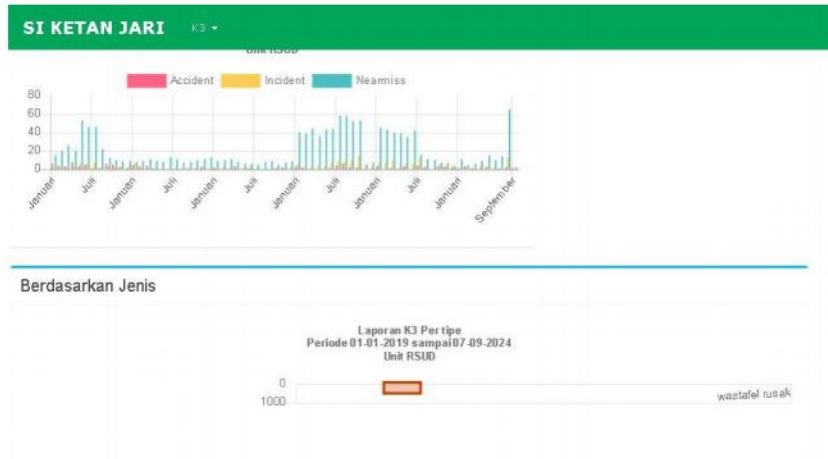 SI KETAN JARI K3
Unit RSUD
Accident Incident Nearmiss
80
60
40
20
0
Januari Juli Januari Juli Januari Juli Januari Juli Januari Juli Januari September
Berdasarkan Jenis
Laporan K3 Per tipe
Periode 01-01-2019 sampai 07-09-2024
Unit RSUD
0
1000
wastafel rusak